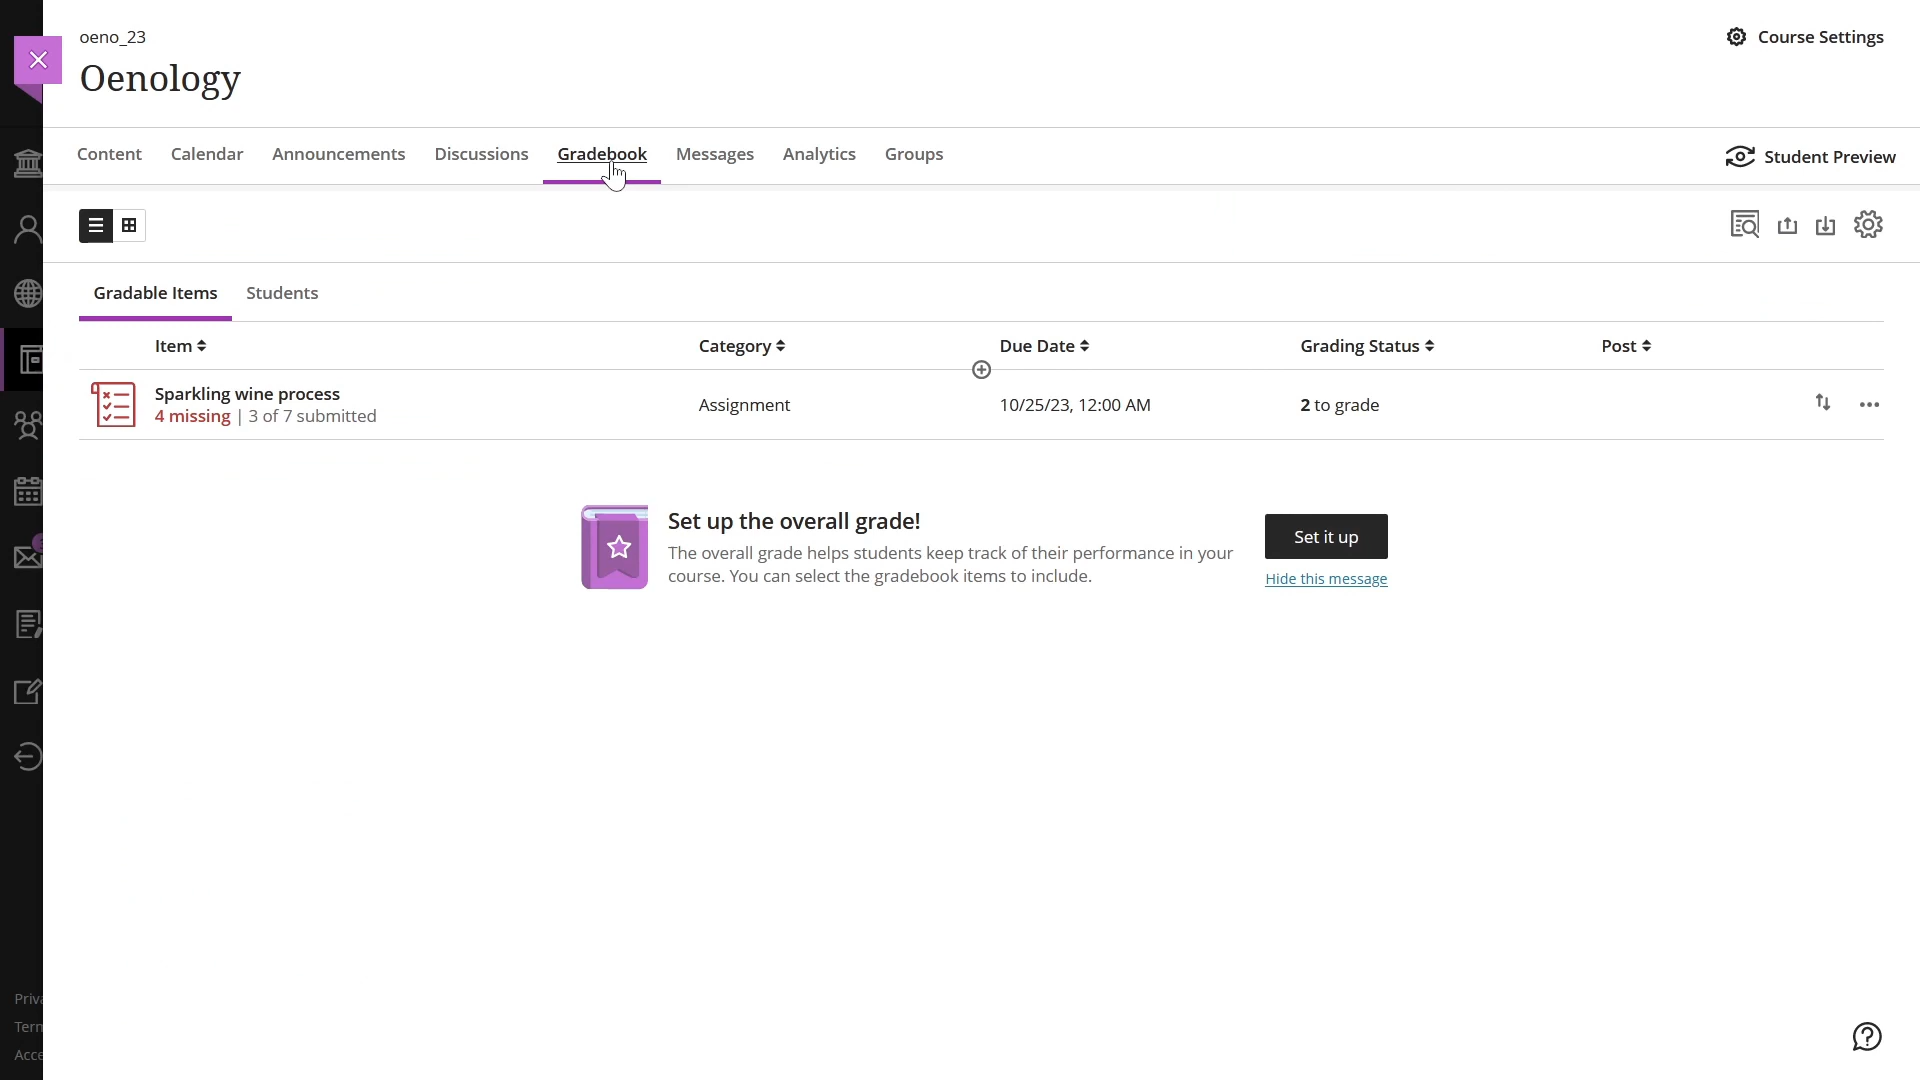 oeno_23
Course Settings
Oenology
Content Calendar Announcements Discussions Gradebook Messages Analytics Groups
Student Preview
Gradable Items Students
Item Category Due Date Grading Status Post
Sparkling wine process
4 missing | 3 of 7 submitted
Assignment
10/25/23, 12:00 AM
2 to grade
Set up the overall grade!
The overall grade helps students keep track of their performance in your
course. You can select the gradebook items to include.
Set it up
Hide this message
Priva
Term
Acce